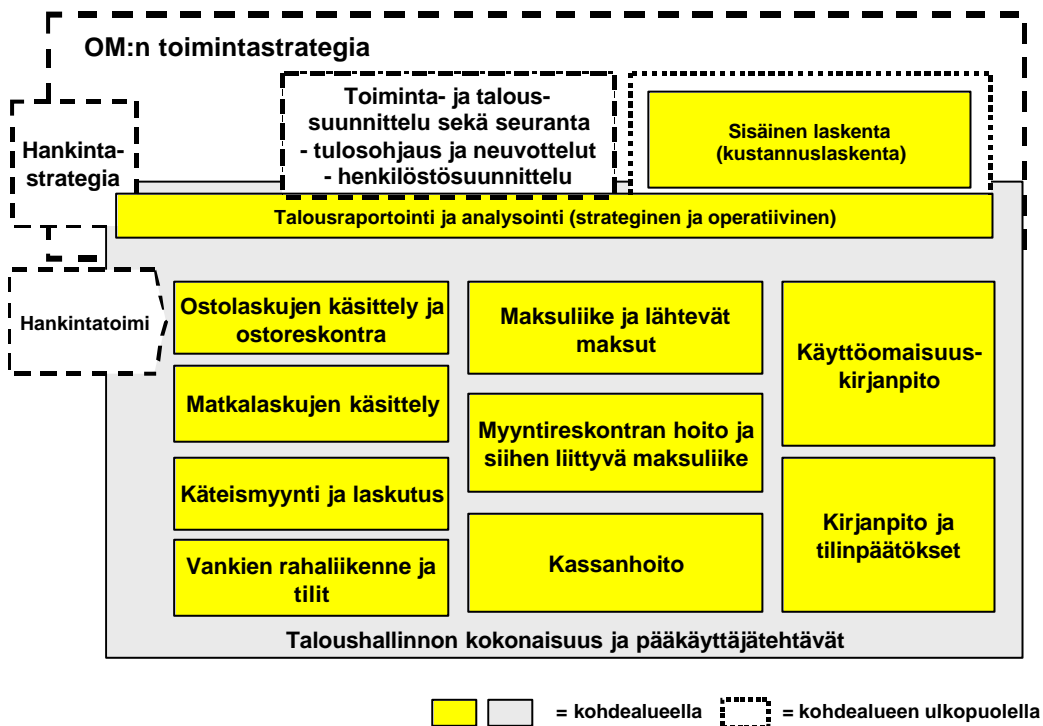 OM:n toimintastrategia
Toiminta- ja talous-
suunnittelu sekä seuranta
- tulosohjaus ja neuvottelut
- henkilöstösuunnittelu
Sisäinen laskenta
(kustannuslaskenta)
Hankinta-
strategia
Talousraportointi ja analysointi (strateginen ja operatiivinen)
Hankintatoimi
Ostolaskujen käsittely ja
ostoreskontra
Matkalaskujen käsittely
Käteismyynti ja laskutus
Vankien rahaliikenne ja
tilit
Maksuliike ja lähtevät
maksut
Myyntireskontran hoito ja
siihen liittyvä maksuliike
Kassanhoito
Käyttöomaisuus-
kirjanpito
Kirjanpito ja
tilinpäätökset
Taloushallinnon kokonaisuus ja pääkäyttäjätehtävät
= kohdealueella
= kohdealueen ulkopuolella